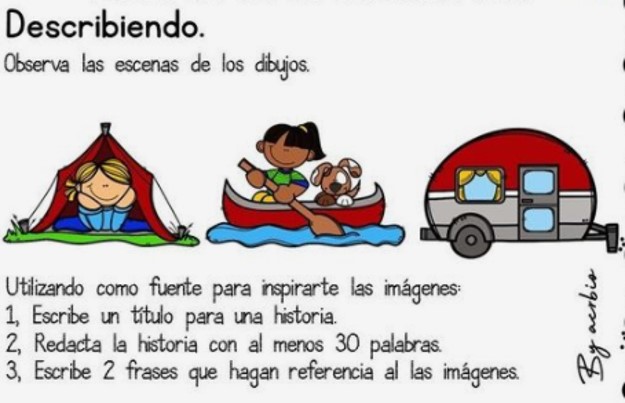 Describiendo.
Observa las escenas de los dibujos.
Utilizando como fuente para inspirarte las imágenes:
1, Escribe un título para una historia.
2, Redacta la historia con al menos 30 palabras.
3, Escribe 2 frases que hagan referencia al las imágenes.
By acrbio